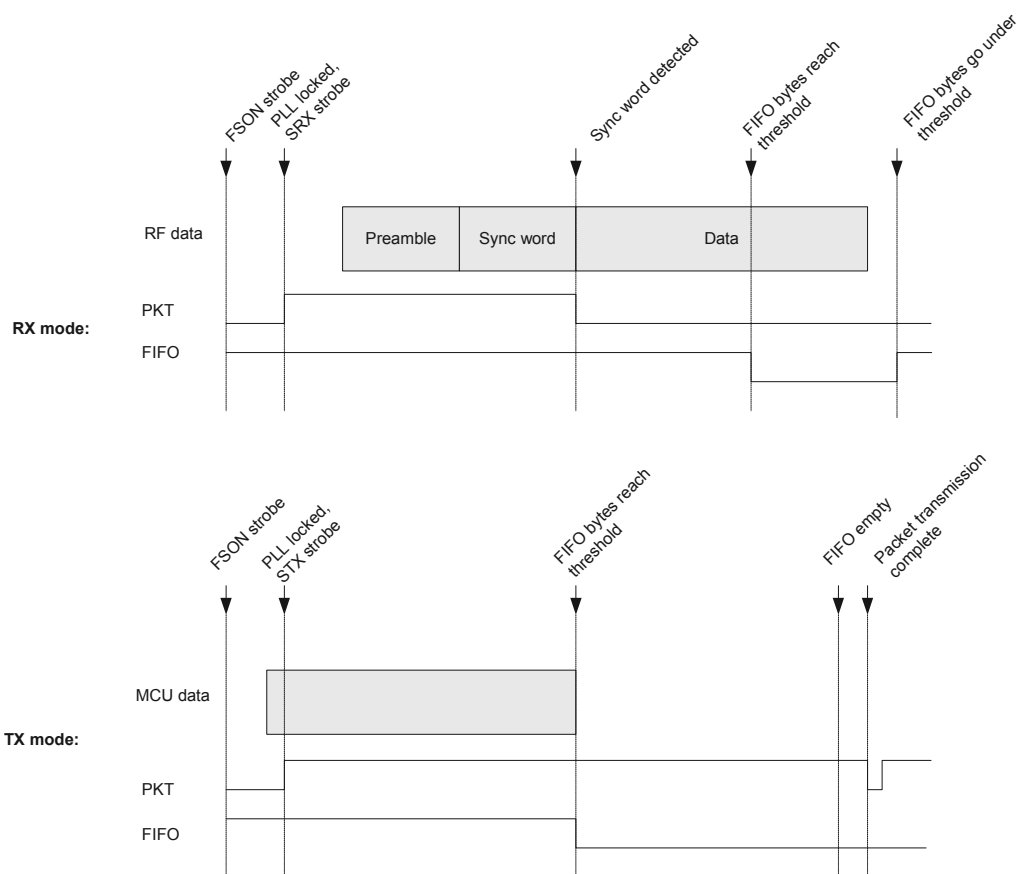 FSON strobe
PLL locked,
SRX strobe
Sync word detected
FIFO bytes reach
threshold
FIFO bytes go under
threshold
RF data
Preamble
Sync word
Data
PKT
RX mode:
FIFO
FSON strobe
PLL locked,
STX strobe
FIFO bytes reach
threshold
FIFO empty
Packet transmission
complete
MCU data
TX mode:
PKT
FIFO